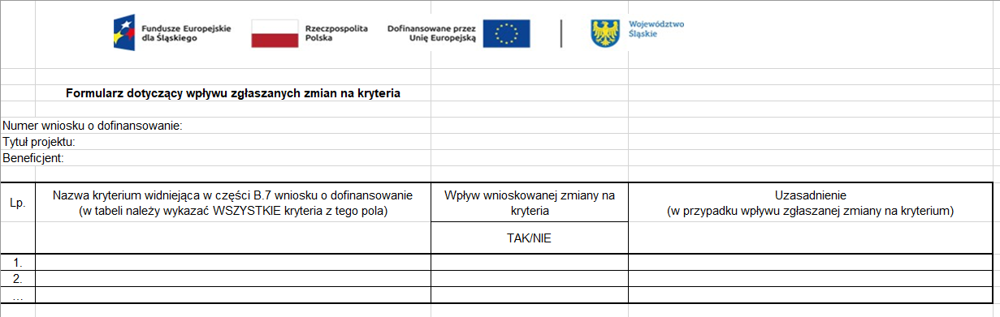 Fundusze Europejskie
dla Śląskiego
Rzeczpospolita
Polska
Dofinansowane przez
Unię Europejską
Województwo
Śląskie
Formularz dotyczący wpływu zgłaszanych zmian na kryteria
Numer wniosku o dofinansowanie:
Tytuł projektu:
Beneficjent:
Lp.
Nazwa kryterium widniejąca w części B.7 wniosku o dofinansowanie
(w tabeli należy wykazać WSZYSTKIE kryteria z tego pola)
Wpływ wnioskowanej zmiany na
kryteria
TAK/NIE
Uzasadnienie
(w przypadku wpływu zgłaszanej zmiany na kryterium)
1.
2.
...